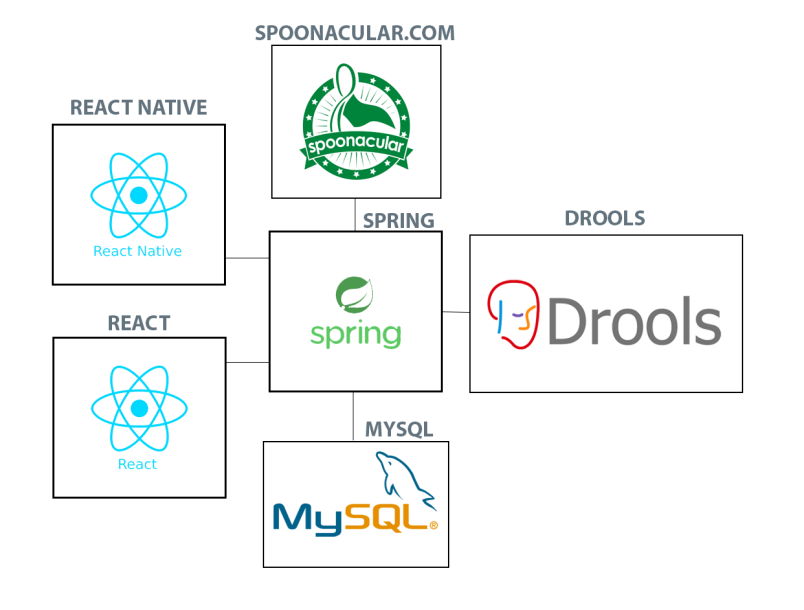 SPOONACULAR.COM
spoonacular
REACT NATIVE
React Native
SPRING
spring
DROOLS
Drools
REACT
React
MYSQL
MySQL®